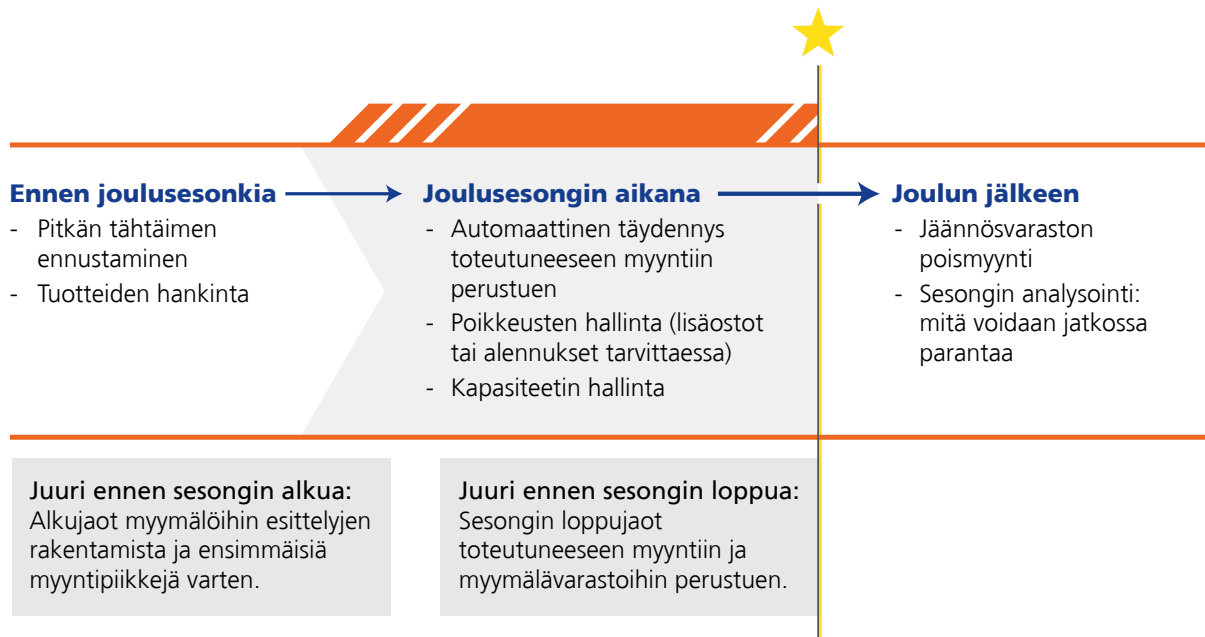 Ennen joulusesonkia
- Pitkän tähtäimen
ennustaminen
- Tuotteiden hankinta
Joulusesongin aikana
- Automaattinen täydennys
toteutuneeseen myyntiin
perustuen
- Poikkeusten hallinta (lisäostot
tai alennukset tarvittaessa)
- Kapasiteetin hallinta
Joulun jälkeen
- Jäännösvaraston
poismyynti
- Sesongin analysointi:
mitä voidaan jatkossa
parantaa
Juuri ennen sesongin alkua:
Alkujaot myymälöihin esittelyjen
rakentamista ja ensimmäisiä
myyntipiikkejä varten.
Juuri ennen sesongin loppua:
Sesongin loppujaot
toteutuneeseen myyntiin ja
myymälävarastoihin perustuen.